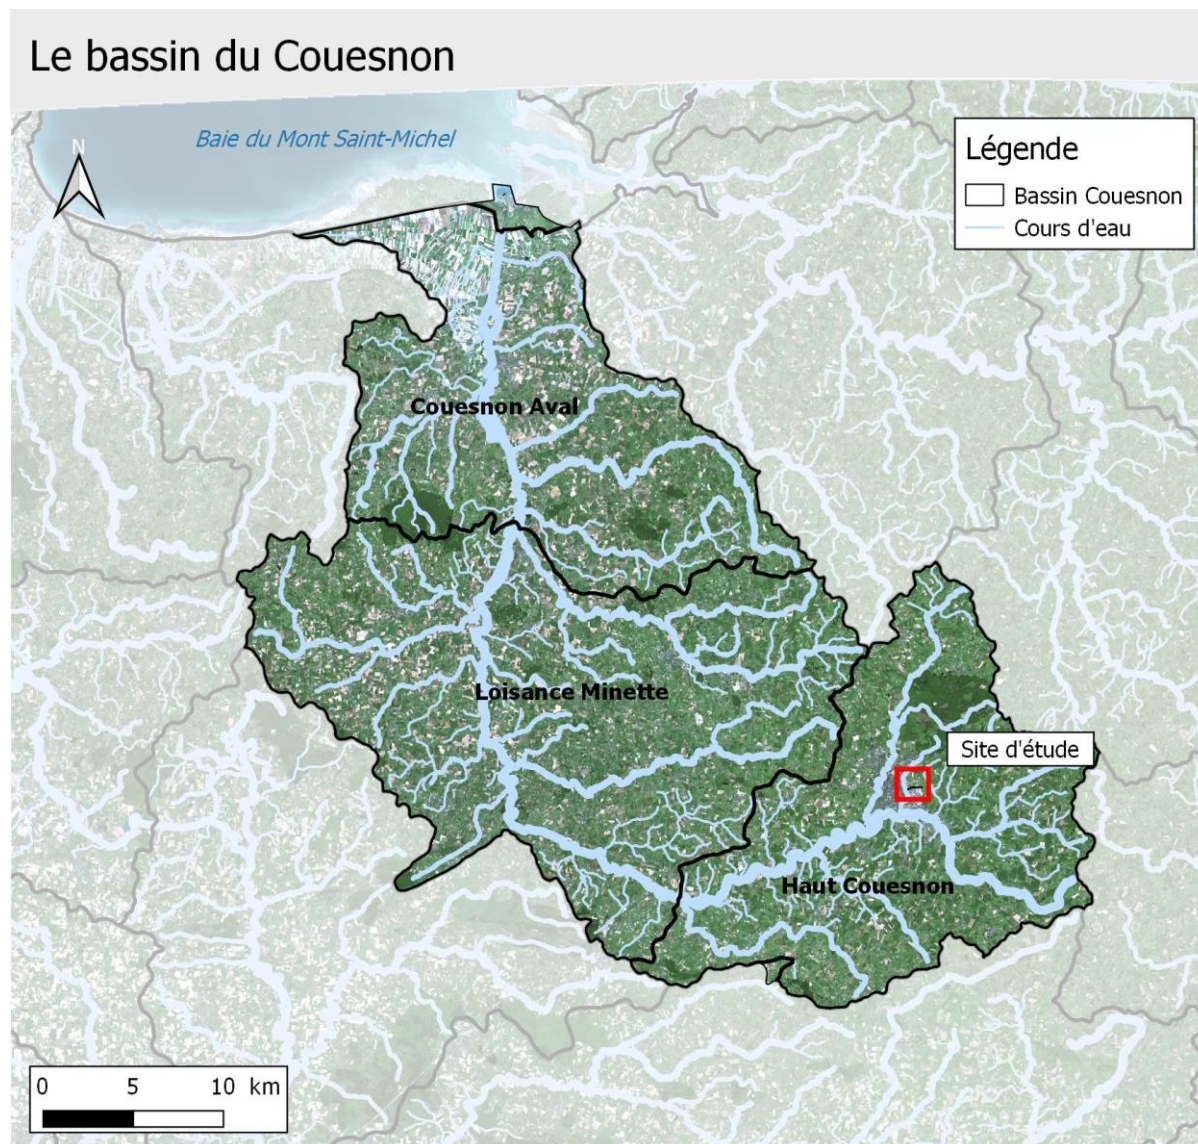 Le bassin du Couesnon
Baie du Mont Saint-Michel
N
Légende
Bassin Couesnon
Cours d'eau
Couesnon Aval
Loisance Minette
Site d'étude
Haut Couesnon
0 5 10 km